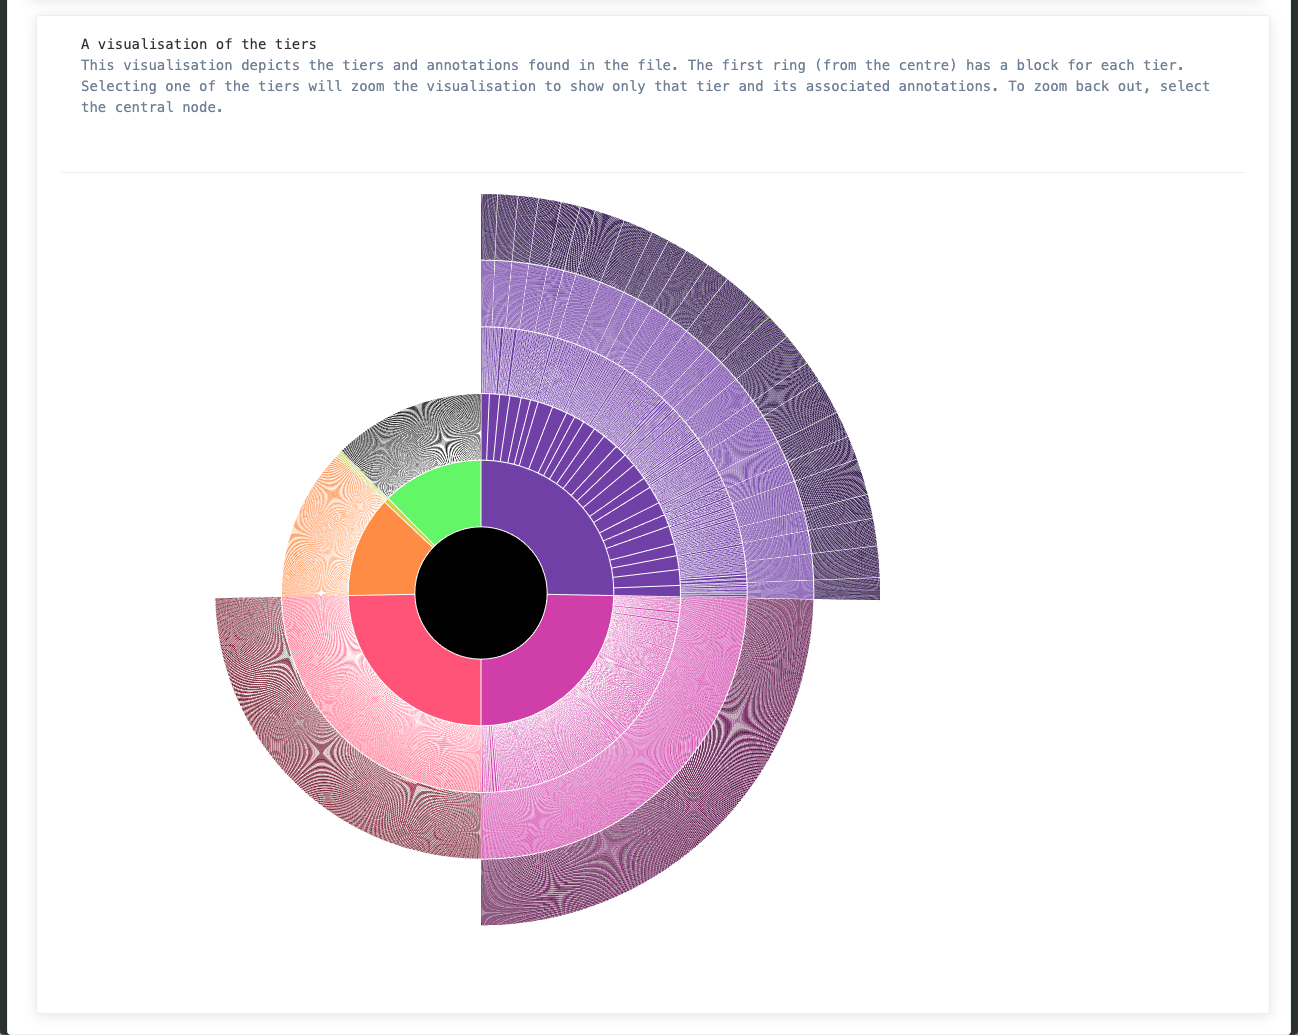 A visualisation of the tiers
This visualisation depicts the tiers and annotations found in the file. The first ring (from the centre) has a block for each tier.
Selecting one of the tiers will zoom the visualisation to show only that tier and its associated annotations. To zoom back out, select
the central node.